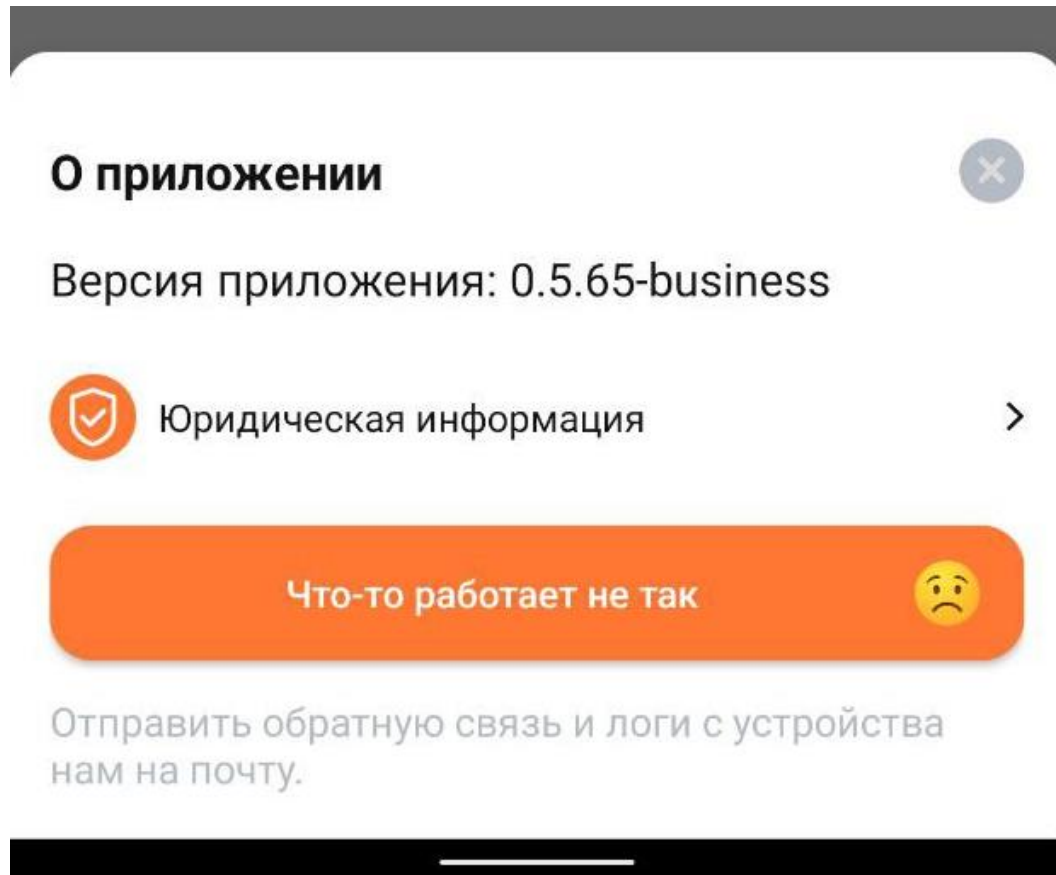 О приложении
Версия приложения: 0.5.65-business
Юридическая информация
Что-то работает не так
Отправить обратную связь и логи с устройства
нам на почту.